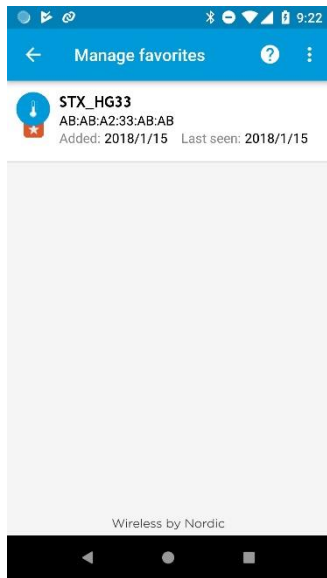 9:22
Manage favorites ?
STX_HG33
AB:AB:A2:33:AB:AB
Added: 2018/1/15 Last seen: 2018/1/15
Wireless by Nordic